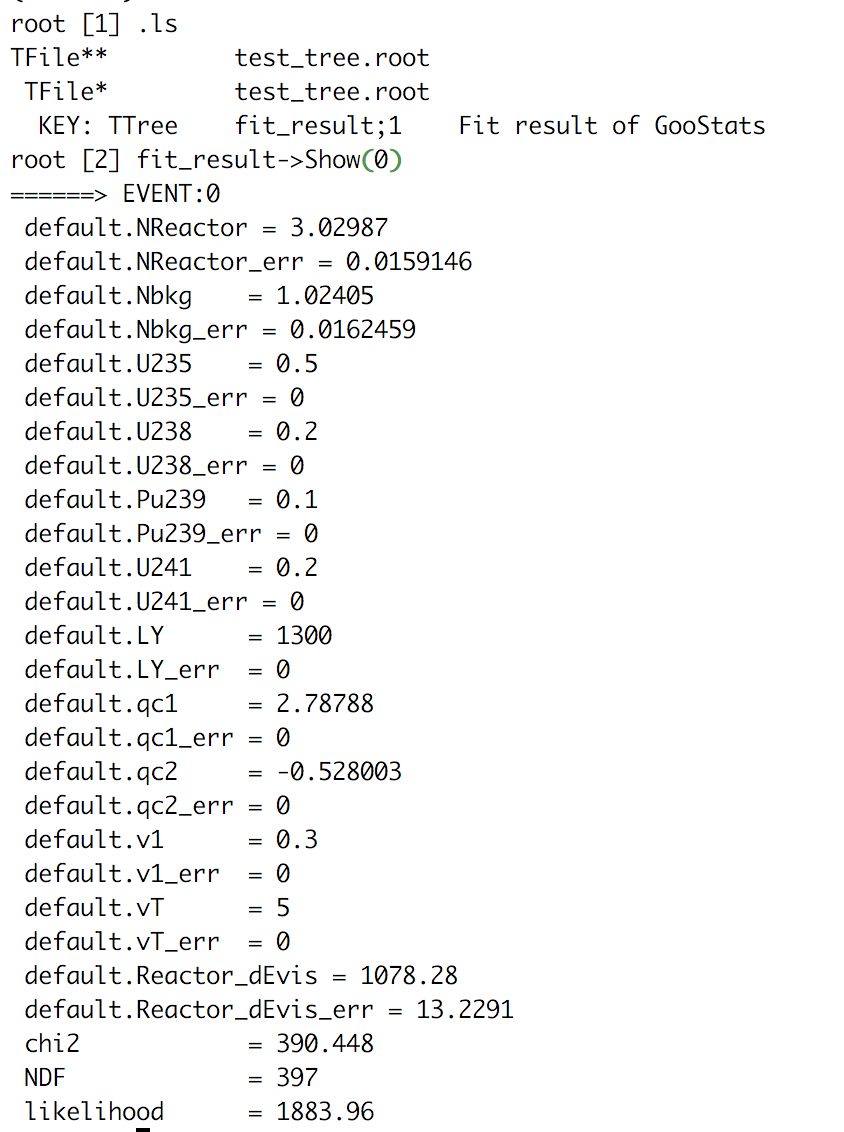 root [1] .ls
TFile**         test_tree.root
 TFile*         test_tree.root
  KEY: TTree    fit_result;1    Fit result of GooStats
root [2] fit_result->Show(0)
======> EVENT:0
 default.NReactor = 3.02987
 default.NReactor_err = 0.0159146
 default.Nbkg    = 1.02405
 default.Nbkg_err = 0.0162459
 default.U235    = 0.5
 default.U235_err = 0
 default.U238    = 0.2
 default.U238_err = 0
 default.Pu239   = 0.1
 default.Pu239_err = 0
 default.U241    = 0.2
 default.U241_err = 0
 default.LY      = 1300
 default.LY_err  = 0
 default.qc1     = 2.78788
 default.qc1_err = 0
 default.qc2     = -0.528003
 default.qc2_err = 0
 default.v1      = 0.3
 default.v1_err  = 0
 default.vT      = 5
 default.vT_err  = 0
 default.Reactor_dEvis = 1078.28
 default.Reactor_dEvis_err = 13.2291
 chi2            = 390.448
 NDF             = 397
 likelihood      = 1883.96